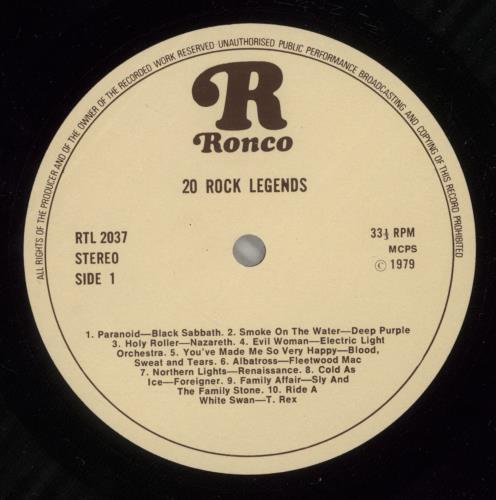 ALL RIGHTS OF THE PRODUCER AND OF THE OWNER OF THE RECORDED WORK RESERVED UNAUTHORISED PUBLIC PERFORMANCE BROADCASTING AND COPYING OF THIS RECORD PROHIBITED
R
Ronco
20 ROCK LEGENDS
RTL 2037
STEREO
SIDE 1
33⅓ RPM
MCPS
© 1979
1. Paranoid—Black Sabbath. 2. Smoke On The Water—Deep Purple
3. Holy Roller—Nazareth. 4. Evil Woman—Electric Light
Orchestra. 5. You've Made Me So Very Happy—Blood,
Sweat and Tears. 6. Albatross—Fleetwood Mac
7. Northern Lights—Renaissance. 8. Cold As
Ice—Foreigner. 9. Family Affair—Sly And
The Family Stone. 10. Ride A
White Swan—T. Rex